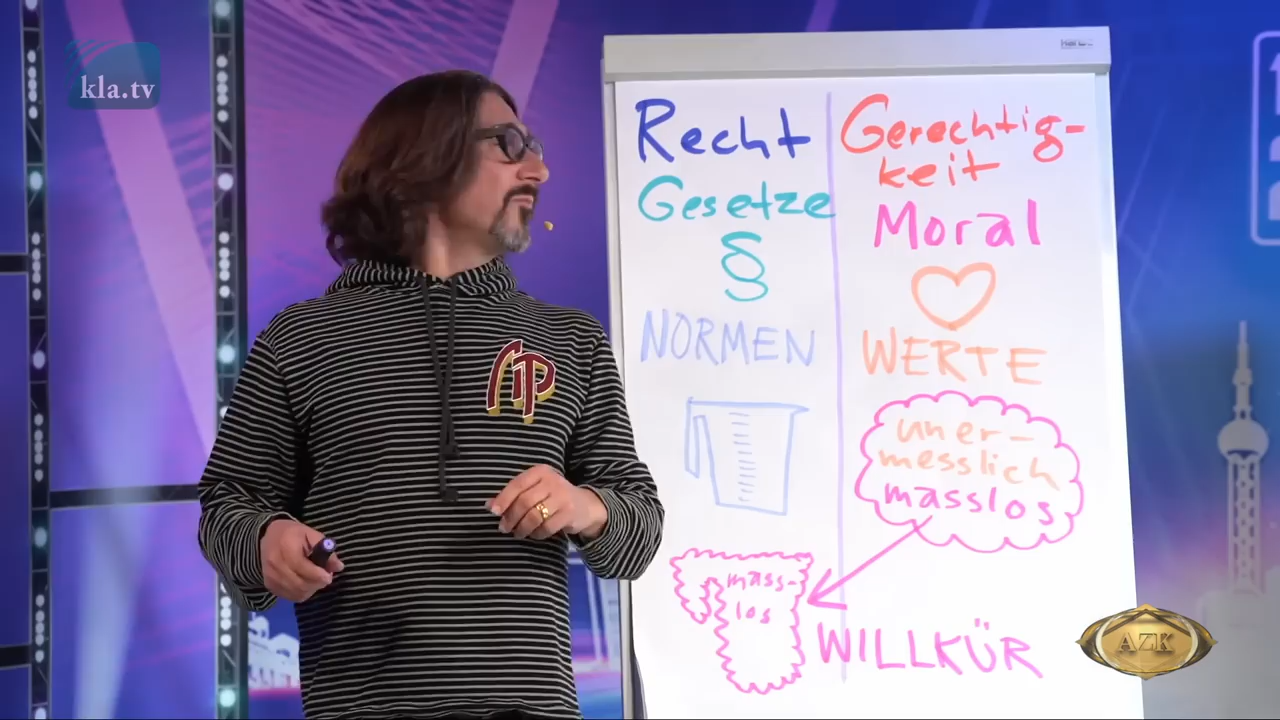 kla.tv
Recht
Gesetze
§
NORMEN
Gerechtig-
keit
Moral
WERTE
uner-
messlich
masslos
mass-
los
WILLKÜR
AZK